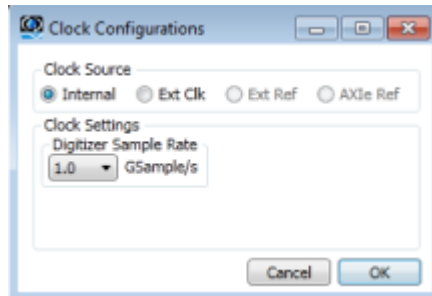 Clock Configurations
Clock Source
Internal Ext Clk Ext Ref AXIe Ref
Clock Settings
Digitizer Sample Rate
1.0 GSample/s
Cancel OK